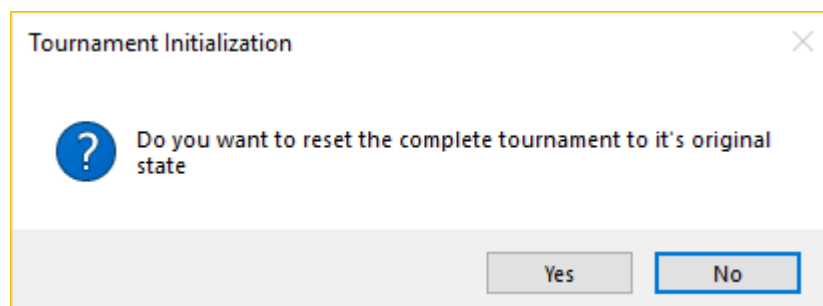 Tournament Initialization
Do you want to reset the complete tournament to it's original
state
Yes
No